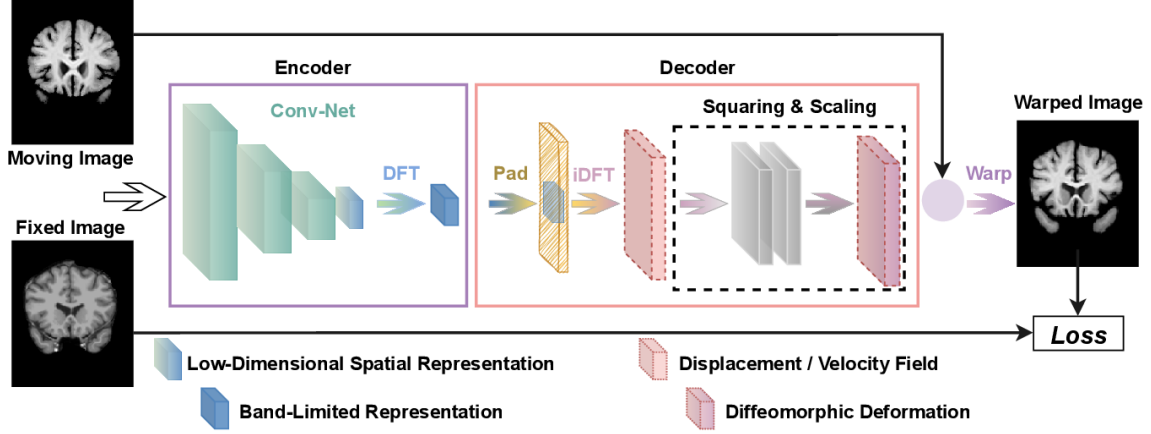 Encoder
Decoder
Conv-Net
Squaring & Scaling
Warped Image
Moving Image
DFT
Pad
iDFT
Warp
Fixed Image
Loss
Low-Dimensional Spatial Representation
Displacement / Velocity Field
Band-Limited Representation
Diffeomorphic Deformation